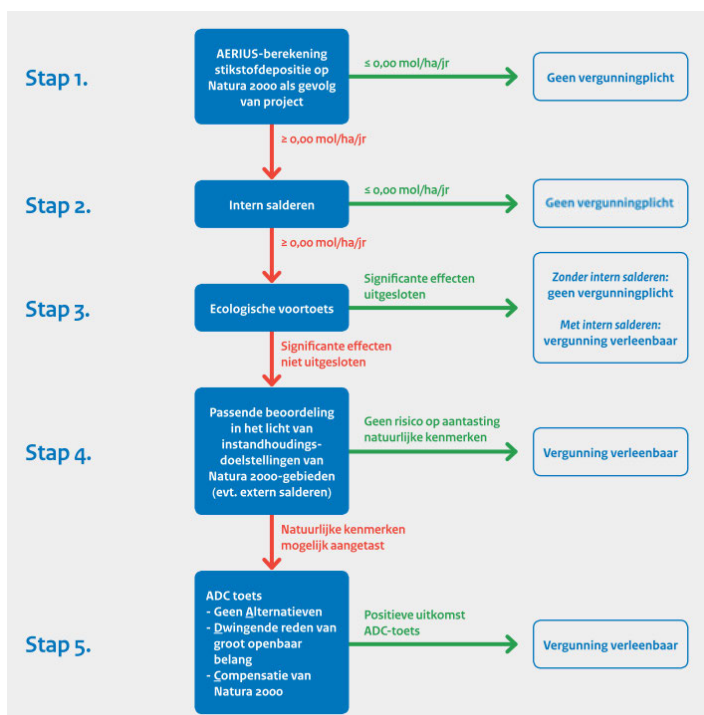 Stap 1.
AERIUS-berekening
stikstofdepositie op
Natura 2000 als gevolg
van project
≤ 0,00 mol/ha/jr
Geen vergunningplicht
≥ 0,00 mol/ha/jr
Stap 2.
Intern salderen
≤ 0,00 mol/ha/jr
Geen vergunningplicht
≥ 0,00 mol/ha/jr
Stap 3.
Ecologische voortoets
Significante effecten
uitgesloten
Zonder intern salderen:
geen vergunningplicht
Met intern salderen:
vergunning verleenbaar
Significante effecten
niet uitgesloten
Stap 4.
Passende beoordeling
in het licht van
instandhoudings-
doelstellingen van
Natura 2000-gebieden
(evt. extern salderen)
Geen risico op aantasting
natuurlijke kenmerken
Vergunning verleenbaar
Natuurlijke kenmerken
mogelijk aangetast
Stap 5.
ADC toets
- Geen Alternatieven
- Dwingende reden van
groot openbaar
belang
- Compensatie van
Natura 2000
Positieve uitkomst
ADC-toets
Vergunning verleenbaar